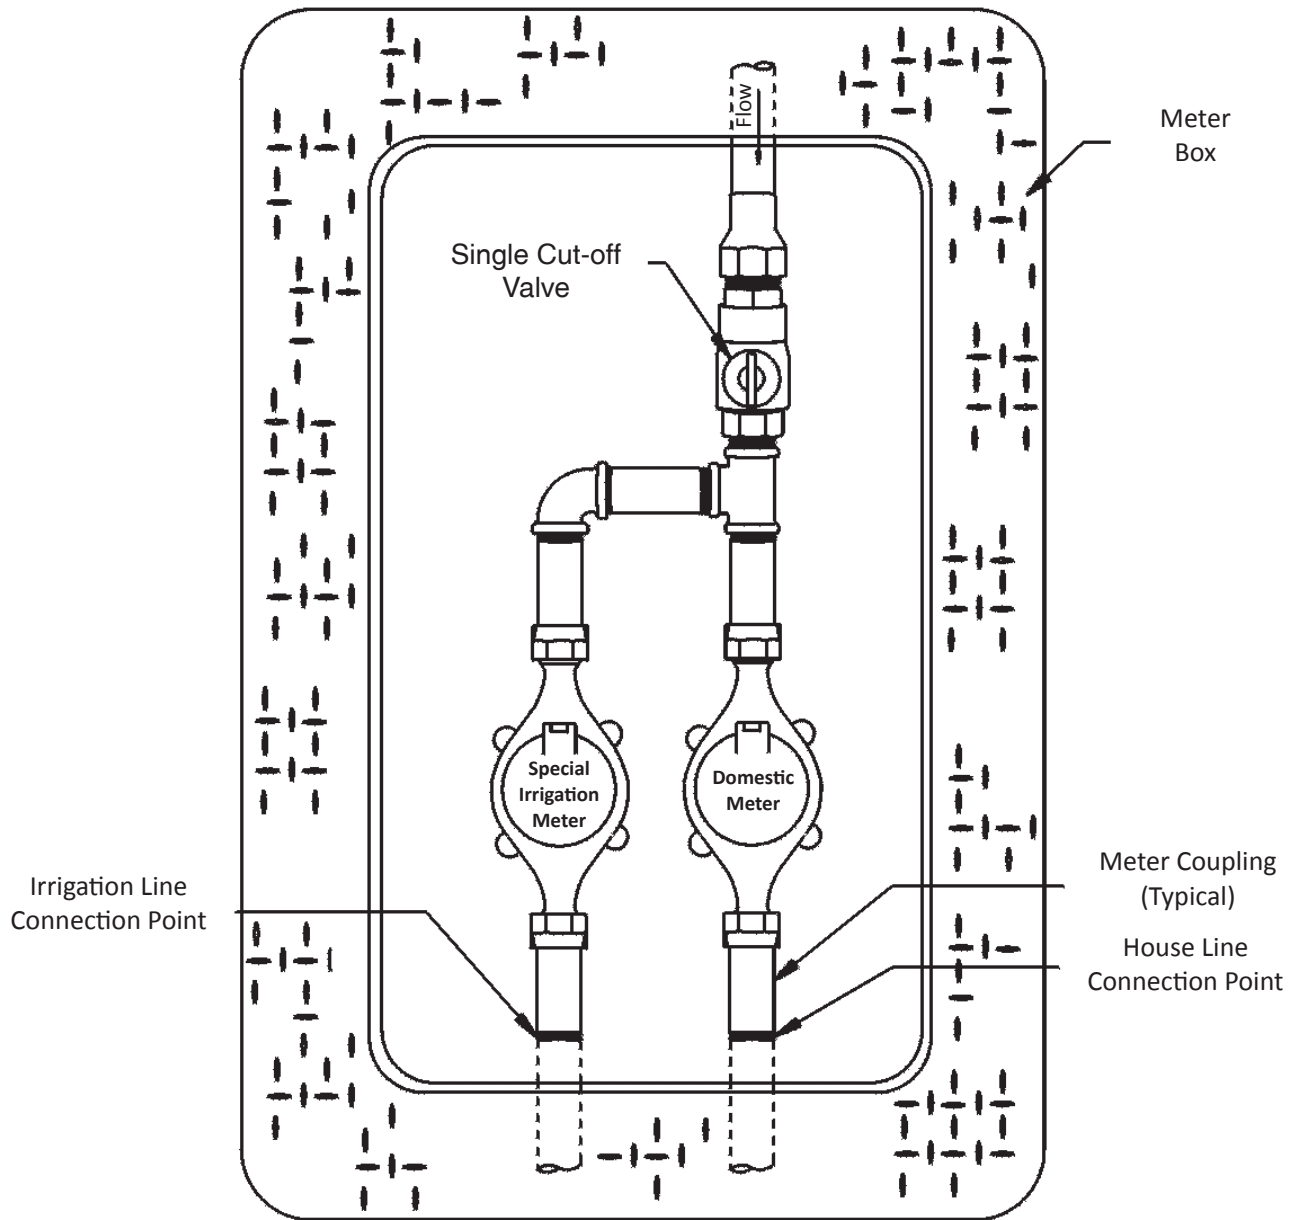 Flow
Meter
Box
Single Cut-off
Valve
Special
Irrigation
Meter
Domestic
Meter
Meter Coupling
(Typical)
Irrigation Line
Connection Point
House Line
Connection Point